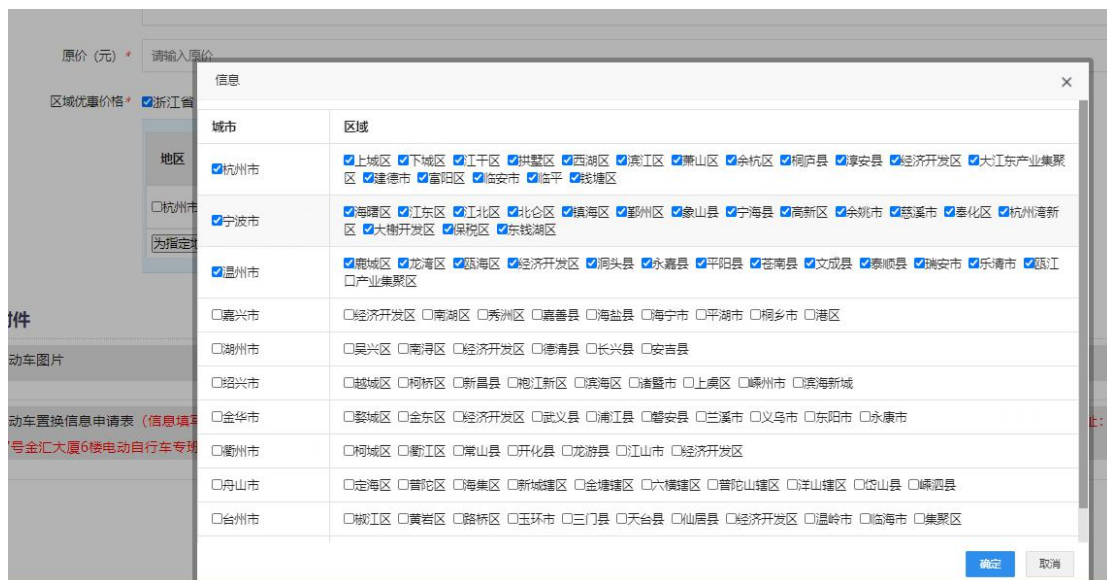 原价（元）* 请输入原价
区域优惠价格* 浙江省
地区
杭州市
为指定地
附件
动车图片
动车置换信息申请表（信息填写
号金汇大厦6楼电动自行车专班
址：
信息 ×
城市 区域
杭州市 上城区 下城区 江干区 拱墅区 西湖区 滨江区 萧山区 余杭区 桐庐县 淳安县 经济开发区 大江东产业集聚
区 建德市 富阳区 临安市 临平 钱塘区
宁波市 海曙区 江东区 江北区 北仑区 镇海区 鄞州区 象山县 宁海县 高新区 余姚市 慈溪市 奉化区 杭州湾新
区 大榭开发区 保税区 东钱湖区
温州市 鹿城区 龙湾区 瓯海区 经济开发区 洞头县 永嘉县 平阳县 苍南县 文成县 泰顺县 瑞安市 乐清市 瓯江
口产业集聚区
嘉兴市 经济开发区 南湖区 秀洲区 嘉善县 海盐县 海宁市 平湖市 桐乡市 港区
湖州市 吴兴区 南浔区 经济开发区 德清县 长兴县 安吉县
绍兴市 越城区 柯桥区 新昌县 袍江新区 滨海区 诸暨市 上虞区 嵊州市 滨海新城
金华市 婺城区 金东区 经济开发区 武义县 浦江县 磐安县 兰溪市 义乌市 东阳市 永康市
衢州市 柯城区 衢江区 常山县 开化县 龙游县 江山市 经济开发区
舟山市 定海区 普陀区 海集区 新城辖区 金塘辖区 六横辖区 普陀山辖区 洋山辖区 岱山县 嵊泗县
台州市 椒江区 黄岩区 路桥区 玉环市 三门县 天台县 仙居县 经济开发区 温岭市 临海市 集聚区
确定 取消